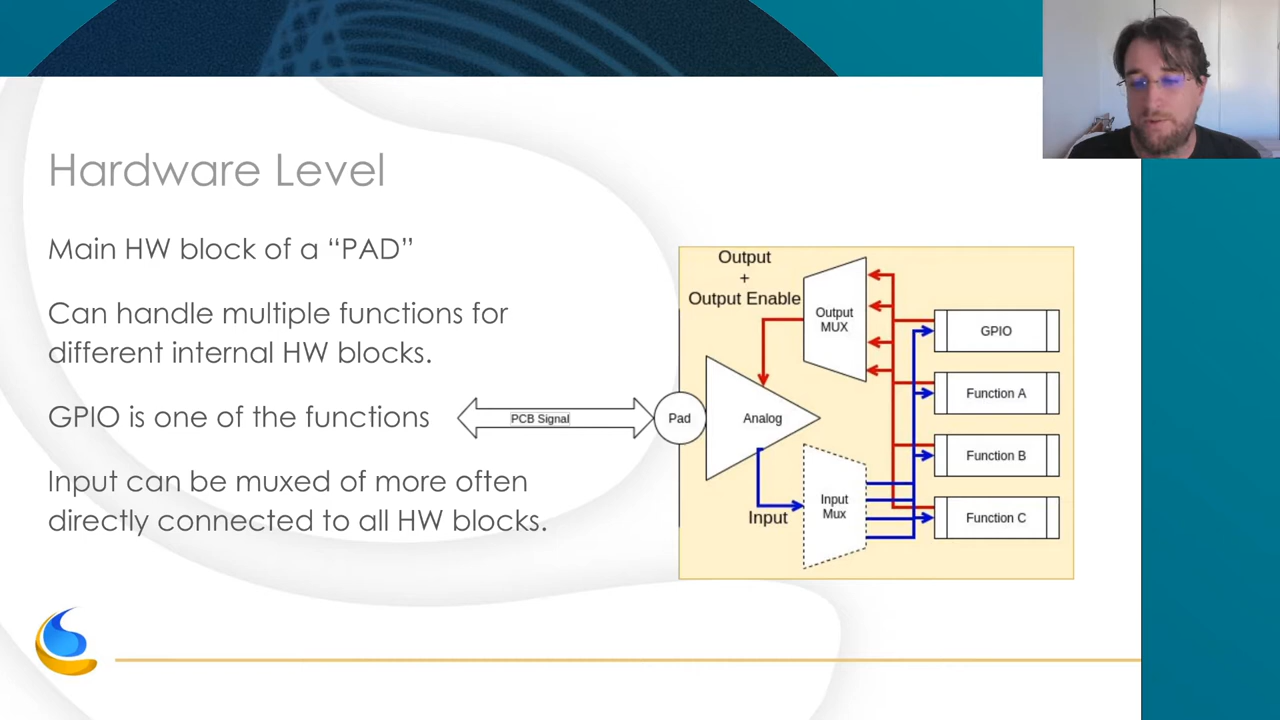 Hardware Level
Main HW block of a “PAD”
Can handle multiple functions for
different internal HW blocks.
GPIO is one of the functions
Input can be muxed of more often
directly connected to all HW blocks.
Output
+
Output Enable
Output
MUX
GPIO
Function A
PCB Signal
Pad
Analog
Function B
Input
Mux
Input
Function C